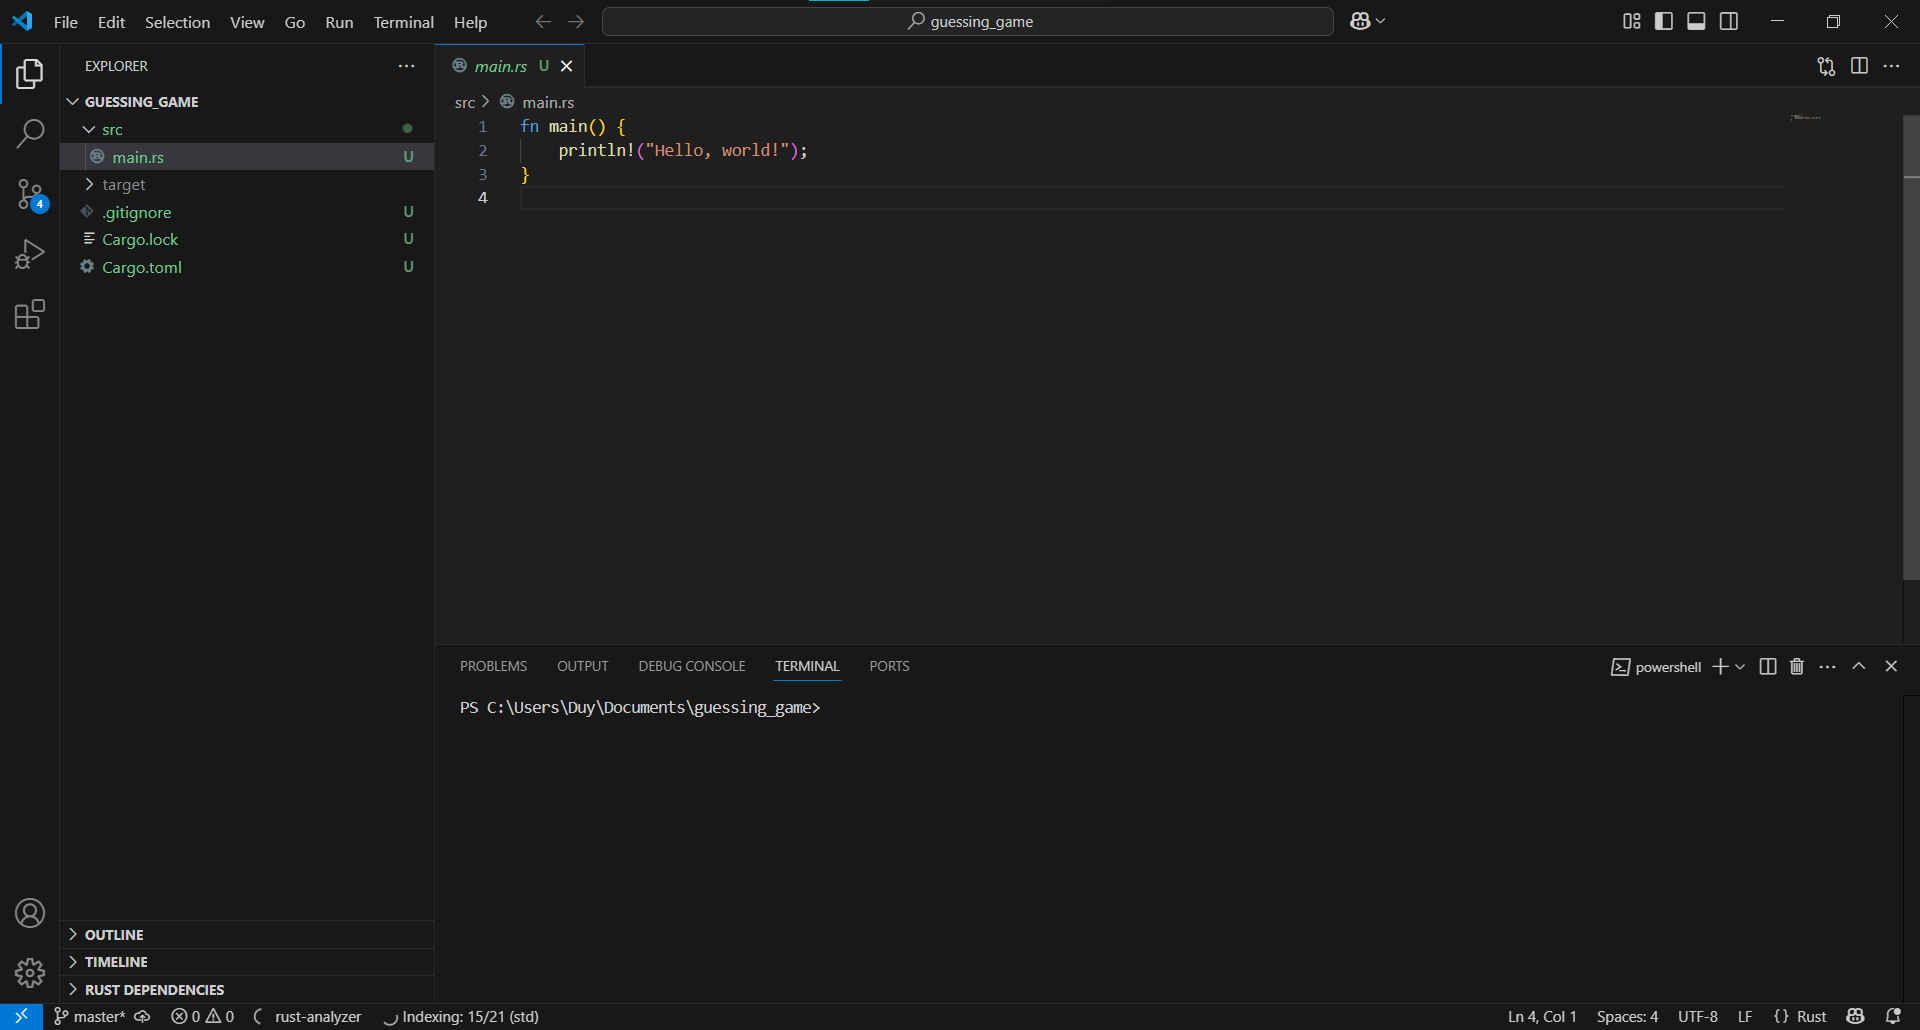 File Edit Selection View Go Run Terminal Help
guessing_game
EXPLORER
GUESSING_GAME
src
main.rs U
target
.gitignore U
Cargo.lock U
Cargo.toml U
OUTLINE
TIMELINE
RUST DEPENDENCIES
4
main.rs U
src > main.rs
1 fn main() {
2 println!("Hello, world!");
3 }
4
PROBLEMS OUTPUT DEBUG CONSOLE TERMINAL PORTS
powershell
PS C:\Users\Duy\Documents\guessing_game>
master* 0 0 rust-analyzer Indexing: 15/21 (std)
Ln 4, Col 1 Spaces: 4 UTF-8 LF {} Rust